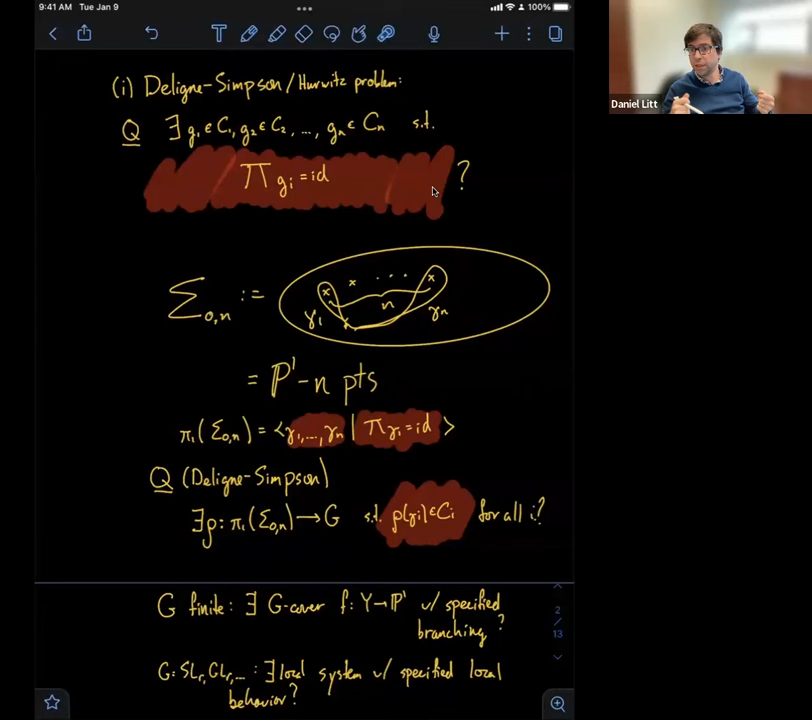 9:41 AM Tue Jan 9
100%
Daniel Litt
(i) Deligne-Simpson/Hurwitz problem:
Q ∃ g₁ ∈ C₁, g₂ ∈ C₂, ..., gₙ ∈ Cₙ s.t.
∏ gᵢ = id ?
Σ₀,ₙ :=
x x ... x
γ₁ n γₙ
= ℙ¹ - n pts
π₁(Σ₀,ₙ) = <γ₁,...,γₙ | ∏ γᵢ = id >
Q (Deligne-Simpson)
∃ρ: π₁(Σ₀,ₙ) → G s.t. ρ(γᵢ) ∈ Cᵢ for all i?
G finite: ∃ G-cover f: Y → ℙ¹ w/ specified
branching ?
G: SLᵣ, GLᵣ, ... : ∃ local system w/ specified local
behavior?
2
/
13